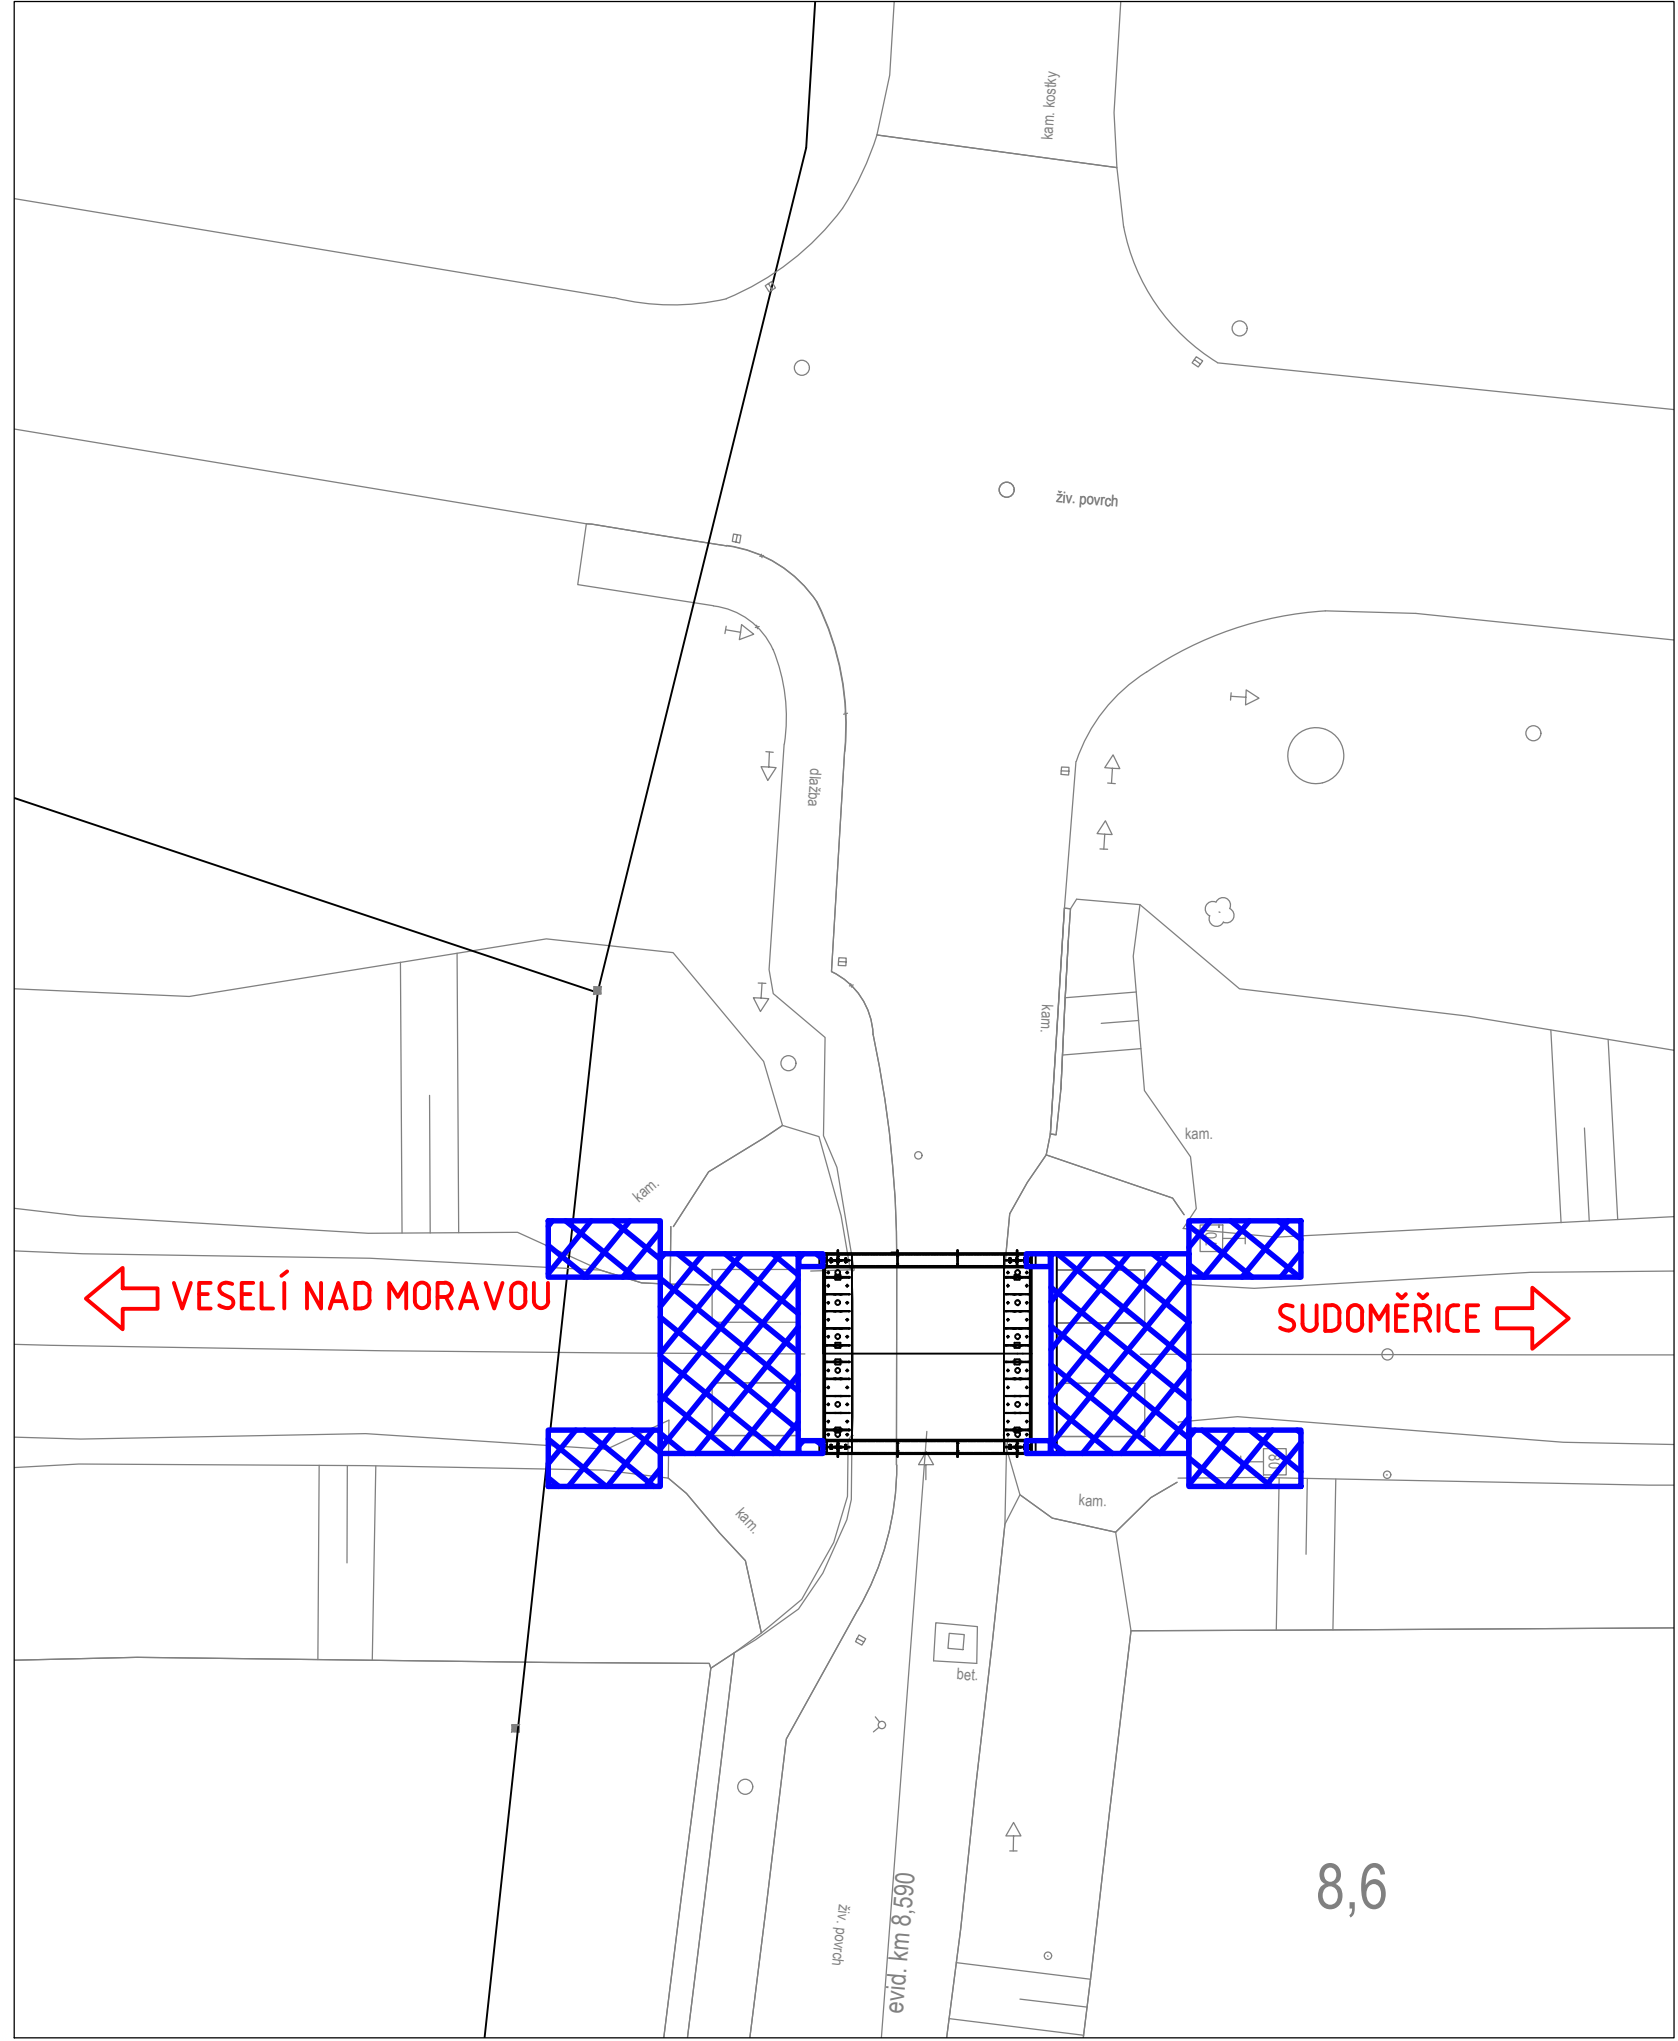 kam. kostky
živ. povrch
dlažba
kam.
kam.
kam.
VESELÍ NAD MORAVOU
SUDOMĚŘICE
80
kam.
kam.
bet.
živ. povrch
evid. km 8,590
8,6